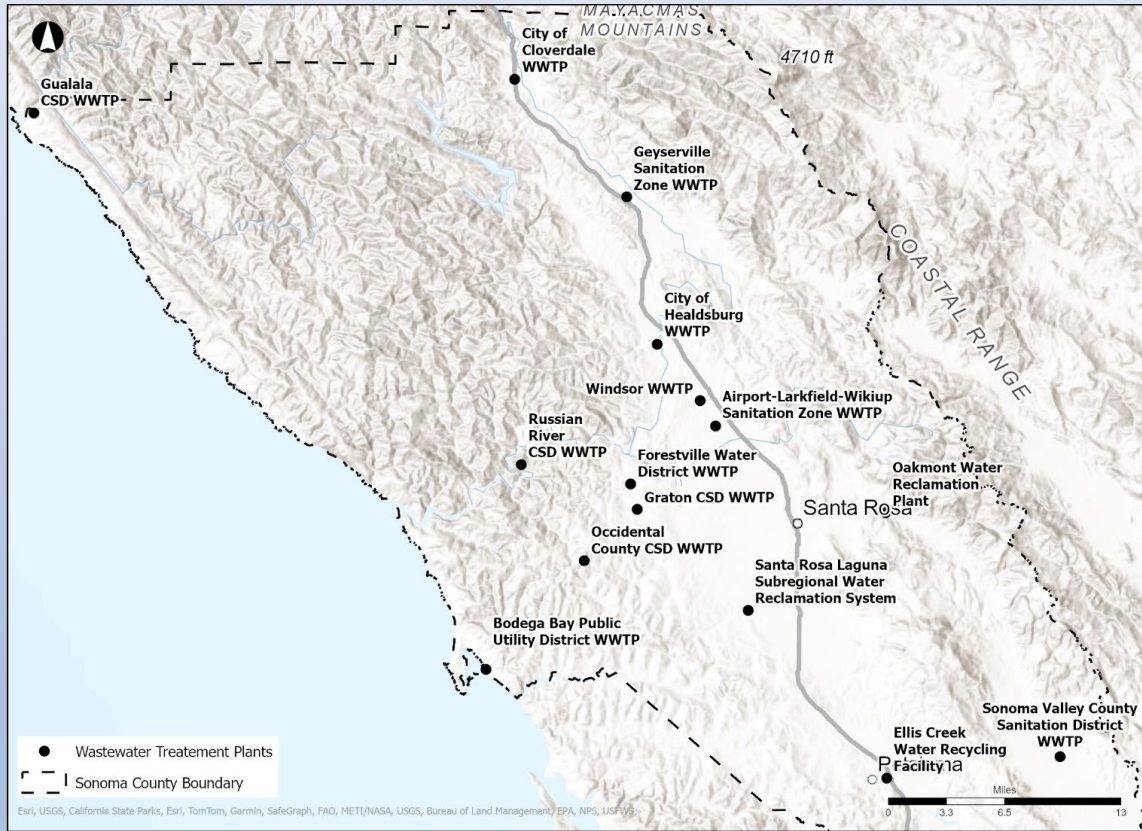 MAYACMAS
MOUNTAINS
4710 ft
City of
Cloverdale
WWTP
Gualala
CSD WWTP
Geyserville
Sanitation
Zone WWTP
COASTAL RANGE
City of
Healdsburg
WWTP
Windsor WWTP
Airport-Larkfield-Wikiup
Sanitation Zone WWTP
Russian
River
CSD WWTP
Forestville Water
District WWTP
Graton CSD WWTP
Oakmont Water
Reclamation
Plant
Santa Rosa
Occidental
County CSD WWTP
Santa Rosa Laguna
Subregional Water
Reclamation System
Bodega Bay Public
Utility District WWTP
Sonoma Valley County
Sanitation District
WWTP
Ellis Creek
Water Recycling
Facility
Wastewater Treatement Plants
Sonoma County Boundary
Miles
0 3.3 6.5 13
Esri, USGS, California State Parks, Esri, TomTom, Garmin, SafeGraph, FAO, METI/NASA, USGS, Bureau of Land Management, EPA, NPS, USFWS